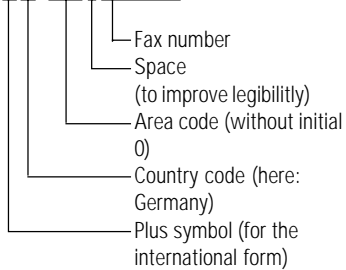 Fax number
Space
(to improve legibilitly)
Area code (without initial
0)
Country code (here:
Germany)
Plus symbol (for the
international form)